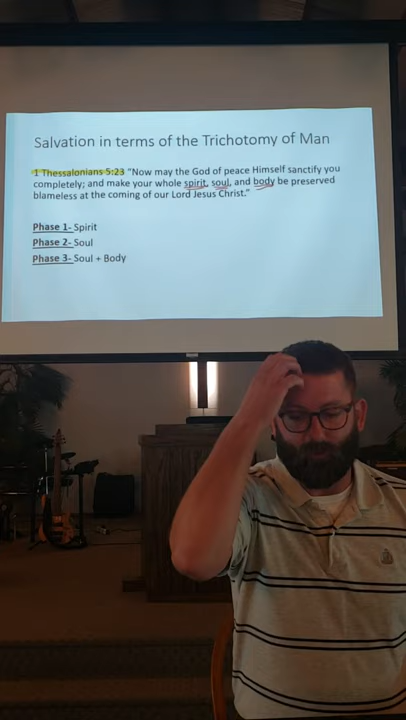 Salvation in terms of the Trichotomy of Man
1 Thessalonians 5:23 "Now may the God of peace Himself sanctify you
completely; and make your whole spirit, soul, and body be preserved
blameless at the coming of our Lord Jesus Christ."
Phase 1- Spirit
Phase 2- Soul
Phase 3- Soul + Body